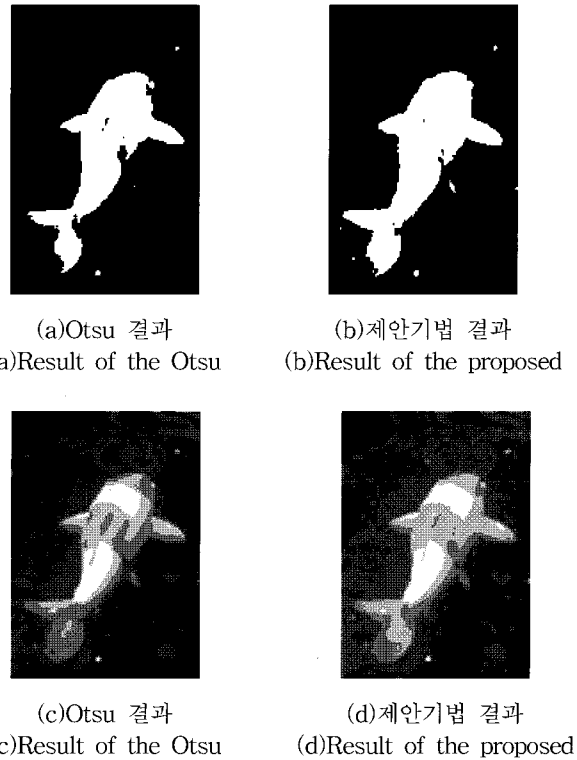 (a)Otsu 결과
(b)제안기법 결과
a)Result of the Otsu
(b)Result of the proposed
(c)Otsu 결과
(d)제안기법 결과
c)Result of the Otsu
(d)Result of the proposed